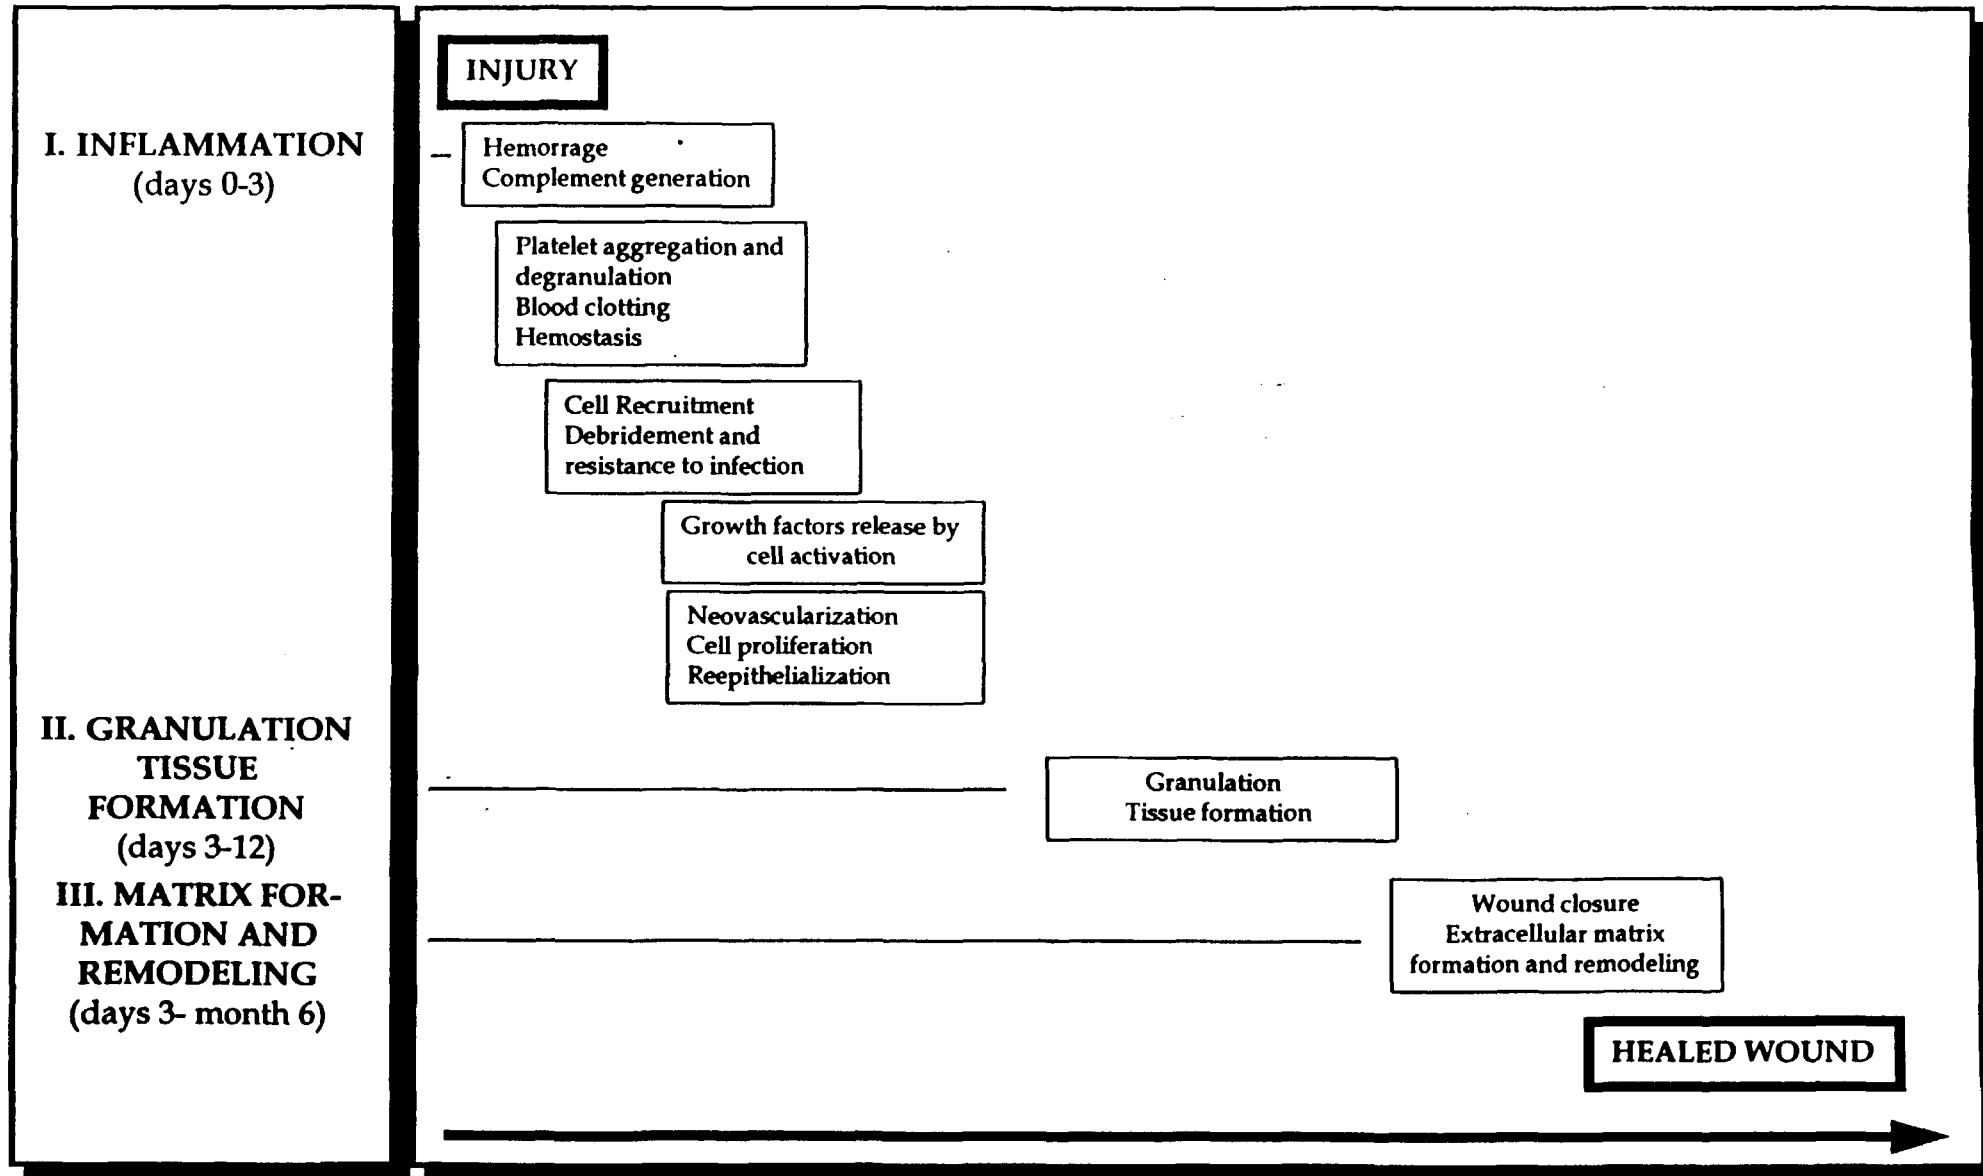 INJURY
I. INFLAMMATION
(days 0-3)
Hemorrage
Complement generation
Platelet aggregation and
degranulation
Blood clotting
Hemostasis
Cell Recruitment
Debridement and
resistance to infection
Growth factors release by
cell activation
Neovascularization
Cell proliferation
Reepithelialization
II. GRANULATION
TISSUE
FORMATION
(days 3-12)
Granulation
Tissue formation
III. MATRIX FOR-
MATION AND
REMODELING
(days 3- month 6)
Wound closure
Extracellular matrix
formation and remodeling
HEALED WOUND